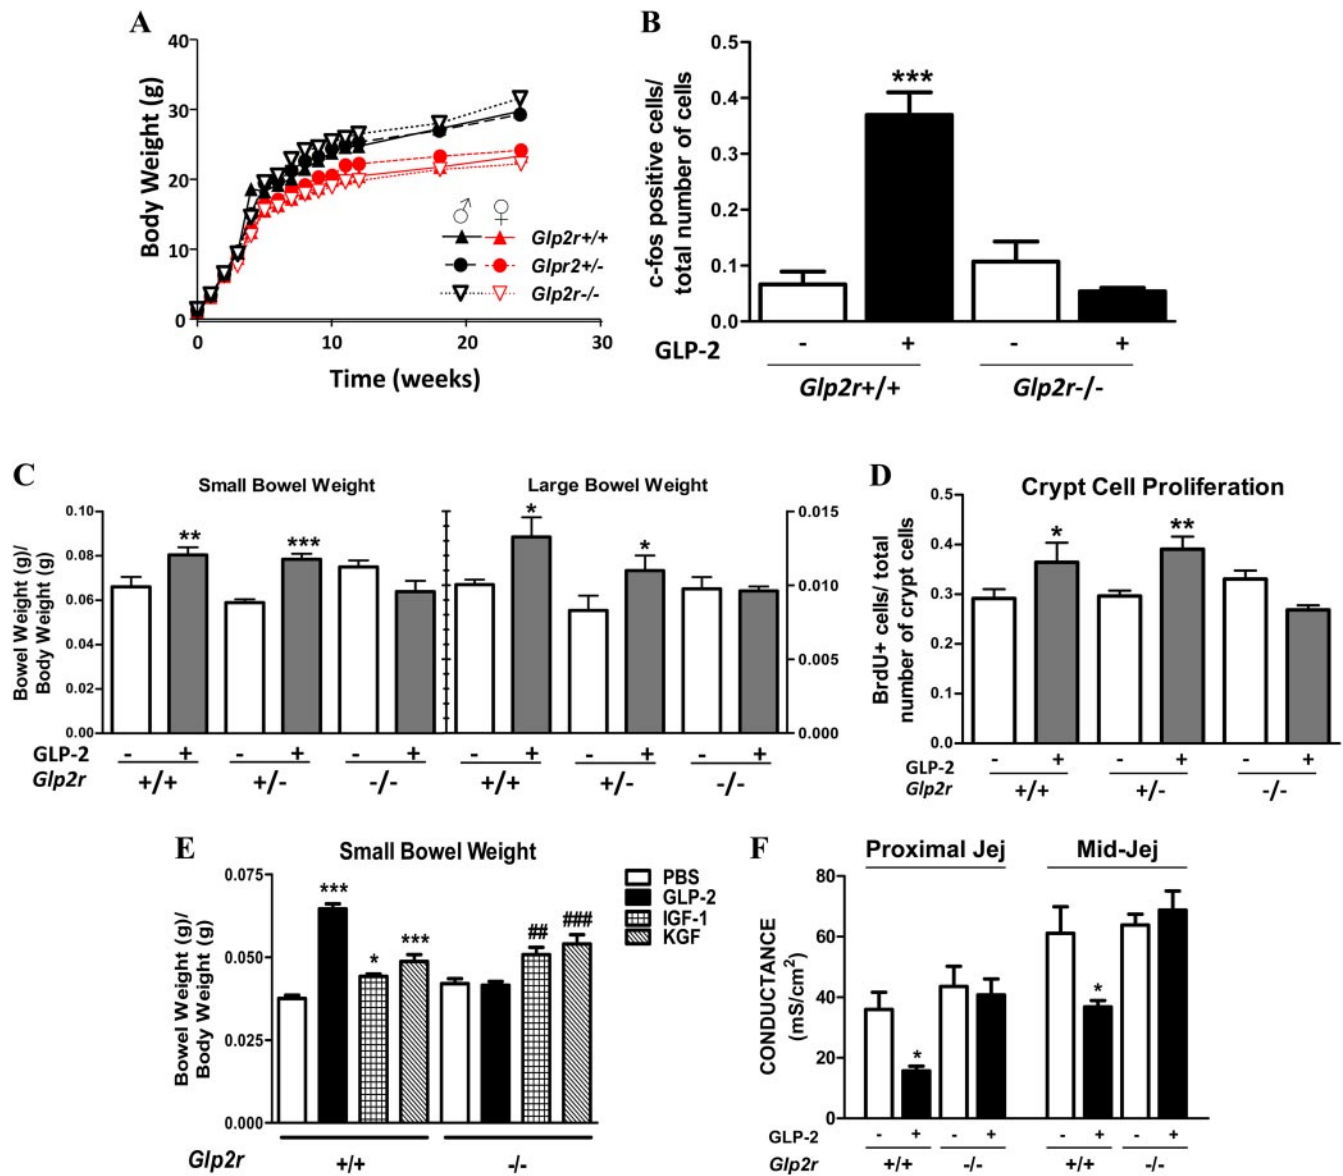 A
Body Weight (g)
40
30
20
10
0
0 10 20 30
Time (weeks)
♂ ♀
Glp2r+/+
Glpr2+/-
Glp2r-/-
B
c-fos positive cells/
total number of cells
0.5
0.4
0.3
0.2
0.1
0.0
***
GLP-2 - + - +
Glp2r+/+ Glp2r-/-
C
Small Bowel Weight Large Bowel Weight
Bowel Weight (g)/
Body Weight (g)
0.10
0.08
0.06
0.04
0.02
0.00
** *** * *
0.015
0.010
0.005
0.000
GLP-2 - + - + - + - + - + - +
Glp2r +/+ +/- -/- +/+ +/- -/-
D
Crypt Cell Proliferation
BrdU+ cells/ total
number of crypt cells
0.5
0.4
0.3
0.2
0.1
0.0
* **
GLP-2 - + - + - +
Glp2r +/+ +/- -/-
E
Small Bowel Weight
Bowel Weight (g)/
Body Weight (g)
0.075
0.050
0.025
0.000
*** * *** ## ###
PBS
GLP-2
IGF-1
KGF
Glp2r +/+ -/-
F
Proximal Jej Mid-Jej
CONDUCTANCE
(mS/cm2)
80
60
40
20
0
* *
GLP-2 - + - + - + - +
Glp2r +/+ -/- +/+ -/-